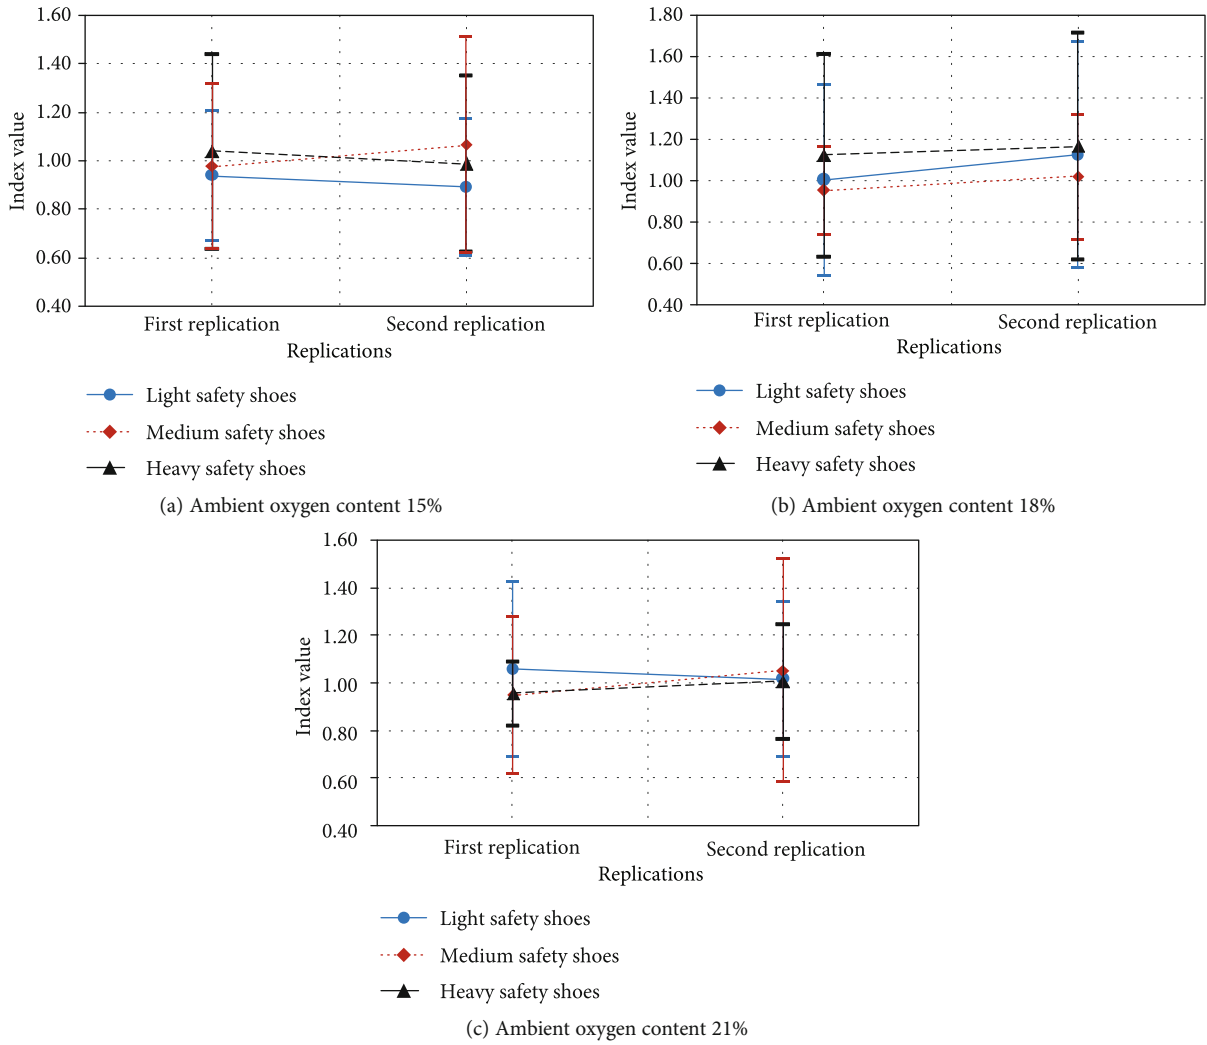 1.60
1.40
1.20
1.00
0.80
0.60
0.40
Index value
First replication
Second replication
Replications
Light safety shoes
Medium safety shoes
Heavy safety shoes
(a) Ambient oxygen content 15%
1.80
1.60
1.40
1.20
1.00
0.80
0.60
0.40
Index value
First replication
Second replication
Replications
Light safety shoes
Medium safety shoes
Heavy safety shoes
(b) Ambient oxygen content 18%
1.60
1.40
1.20
1.00
0.80
0.60
0.40
Index value
First replication
Second replication
Replications
Light safety shoes
Medium safety shoes
Heavy safety shoes
(c) Ambient oxygen content 21%